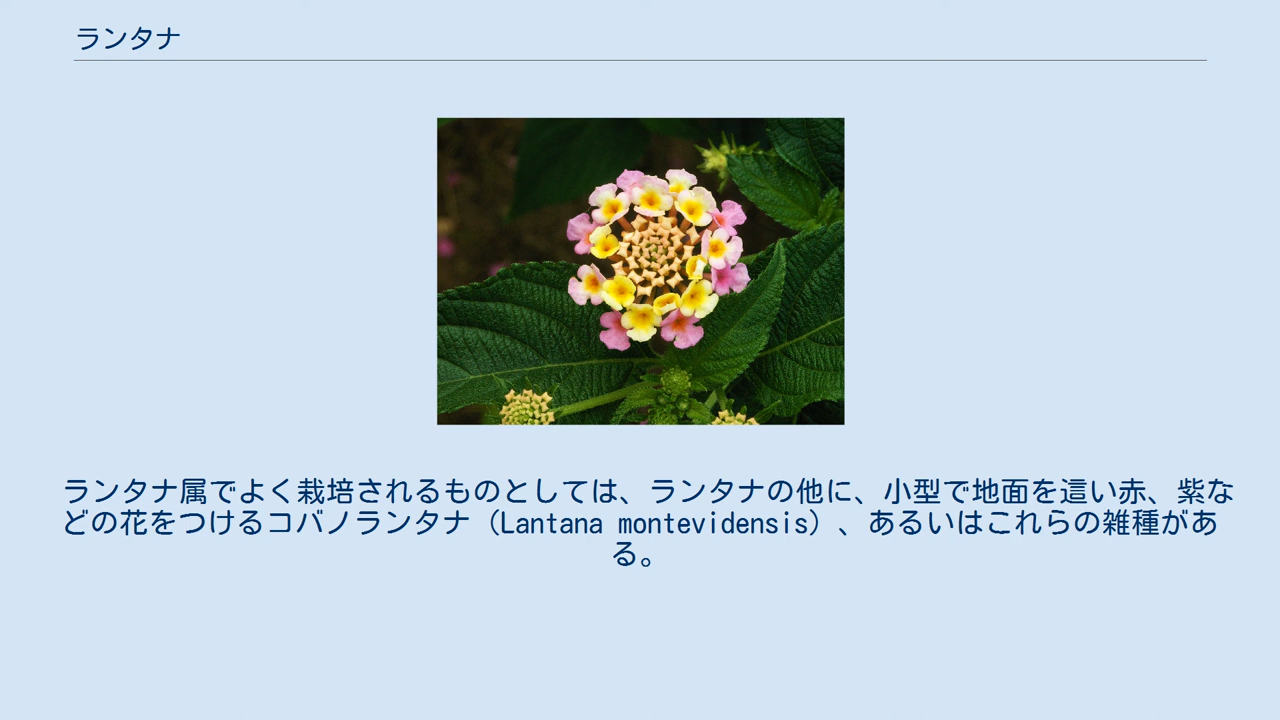 ランタナ
ランタナ属でよく栽培されるものとしては、ランタナの他に、小型で地面を這い赤、紫な
どの花をつけるコバノランタナ（Lantana montevidensis）、あるいはこれらの雑種があ
る。